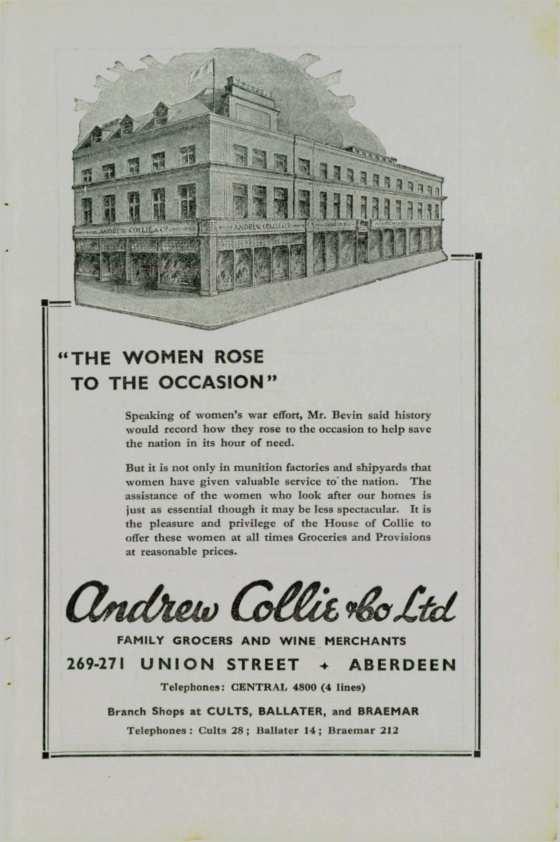 ANDREW COLLIE & Co
ANDREW COLLIE & Co
“THE WOMEN ROSE
TO THE OCCASION”
Speaking of women's war effort, Mr. Bevin said history
would record how they rose to the occasion to help save
the nation in its hour of need.
But it is not only in munition factories and shipyards that
women have given valuable service to the nation. The
assistance of the women who look after our homes is
just as essential though it may be less spectacular. It is
the pleasure and privilege of the House of Collie to
offer these women at all times Groceries and Provisions
at reasonable prices.
Andrew Collie & Co Ltd
FAMILY GROCERS AND WINE MERCHANTS
269-271 UNION STREET + ABERDEEN
Telephones: CENTRAL 4800 (4 lines)
Branch Shops at CULTS, BALLATER, and BRAEMAR
Telephones: Cults 28; Ballater 14; Braemar 212